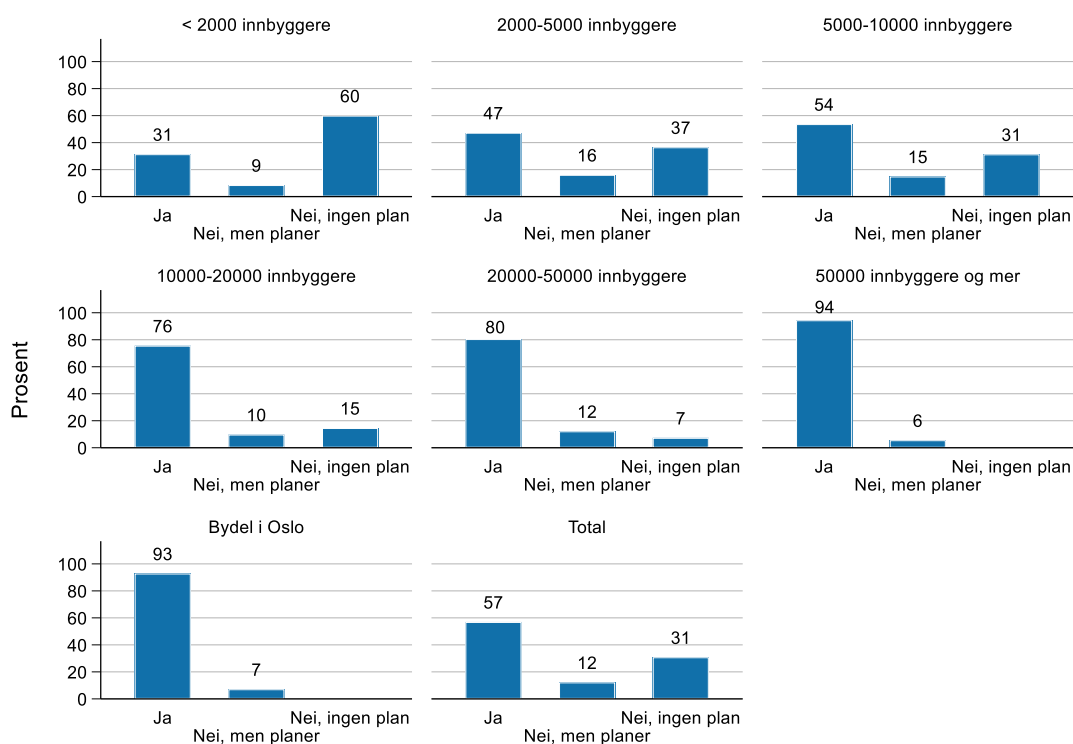 < 2000 innbyggere
2000-5000 innbyggere
5000-10000 innbyggere
100
80
60
40
20
0
31
9
60
47
16
37
54
15
31
Ja
Nei, ingen plan
Nei, men planer
Ja
Nei, ingen plan
Nei, men planer
Ja
Nei, ingen plan
Nei, men planer
Prosent
10000-20000 innbyggere
20000-50000 innbyggere
50000 innbyggere og mer
100
80
60
40
20
0
76
10
15
80
12
7
94
6
Ja
Nei, ingen plan
Nei, men planer
Ja
Nei, ingen plan
Nei, men planer
Ja
Nei, ingen plan
Nei, men planer
Bydel i Oslo
Total
100
80
60
40
20
0
93
7
57
12
31
Ja
Nei, ingen plan
Nei, men planer
Ja
Nei, ingen plan
Nei, men planer